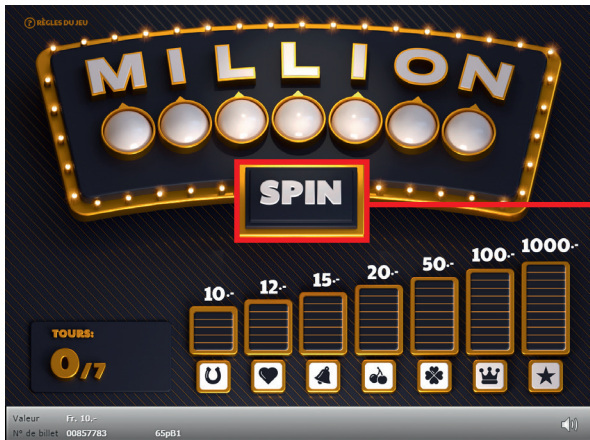 ? RÈGLES DU JEU
MILLION
SPIN
10.- 12.- 15.- 20.- 50.- 100.- 1000.-
TOURS:
0/7
Valeur Fr. 10.-
N° de billet 00857783 65pB1